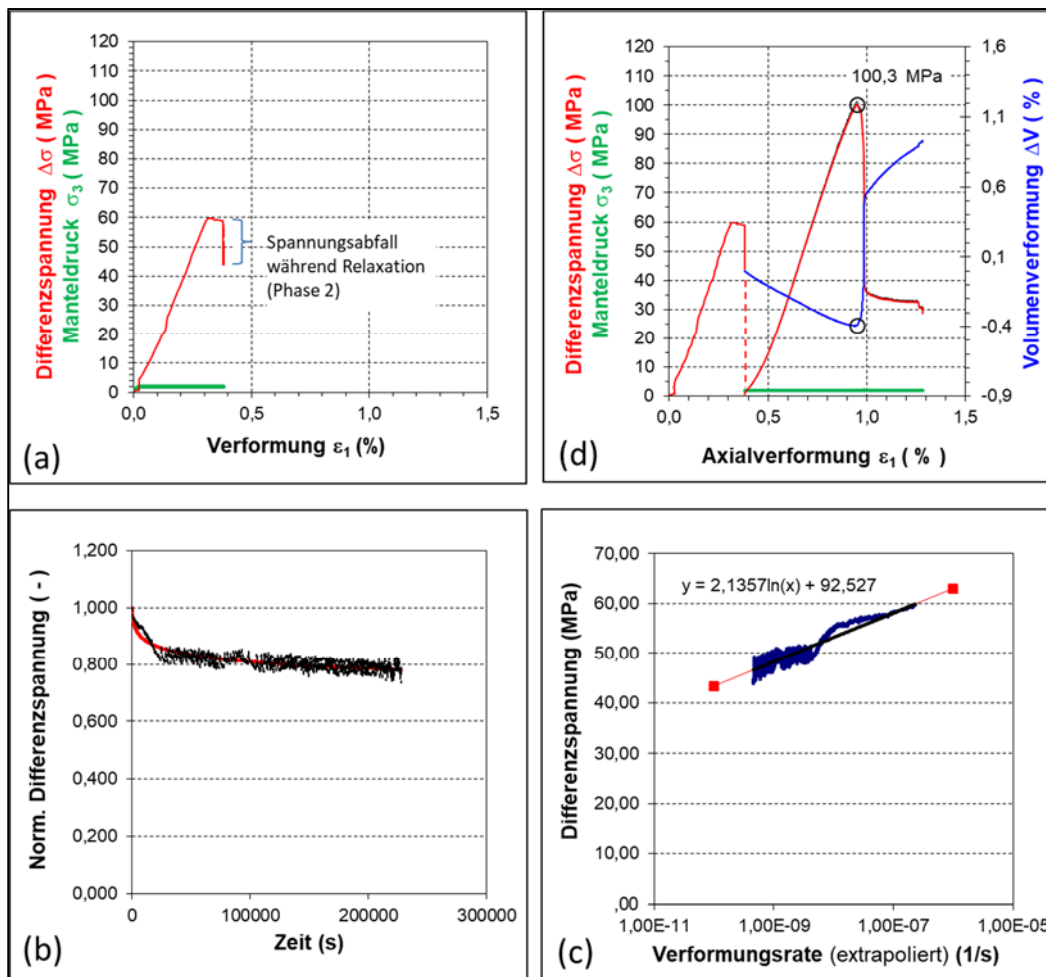 120
110
100
90
80
70
60
50
40
30
20
10
0
Differenzspannung Δσ ( MPa)
Manteldruck σ3 ( MPa)
Spannungsabfall
während Relaxation
(Phase 2)
0,0 0,5 1,0 1,5
Verformung ε1 (%)
(a)
120
110
100
90
80
70
60
50
40
30
20
10
0
Differenzspannung Δσ ( MPa)
Manteldruck σ3 ( MPa)
100,3 MPa
1,6
1,1
0,6
0,1
-0,4
-0,9
Volumenverformung ΔV ( %)
0,0 0,5 1,0 1,5
Axialverformung ε1 ( % )
(d)
1,200
1,000
0,800
0,600
0,400
0,200
0,000
Norm. Differenzspannung ( - )
0 100000 200000 300000
Zeit (s)
(b)
70,00
60,00
50,00
40,00
30,00
20,00
10,00
,00
Differenzspannung (MPa)
y = 2,1357ln(x) + 92,527
1,00E-11 1,00E-09 1,00E-07 1,00E-05
Verformungsrate (extrapoliert) (1/s)
(c)